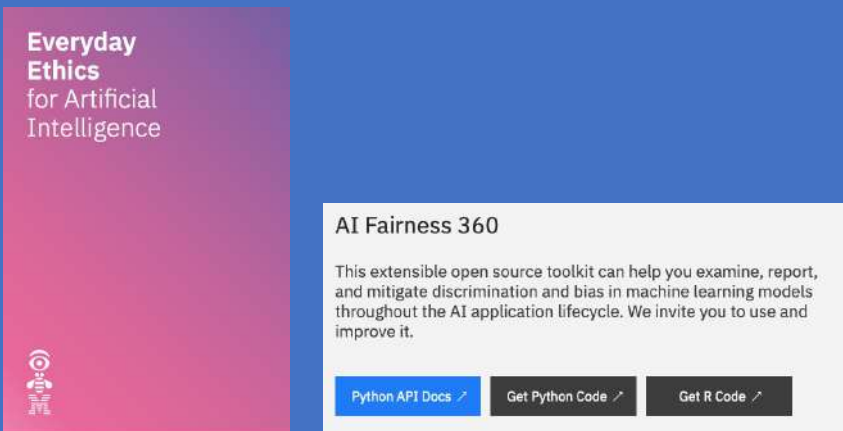 Everyday
Ethics
for Artificial
Intelligence
AI Fairness 360
This extensible open source toolkit can help you examine, report,
and mitigate discrimination and bias in machine learning models
throughout the AI application lifecycle. We invite you to use and
improve it.
Python API Docs ↗
Get Python Code ↗
Get R Code ↗